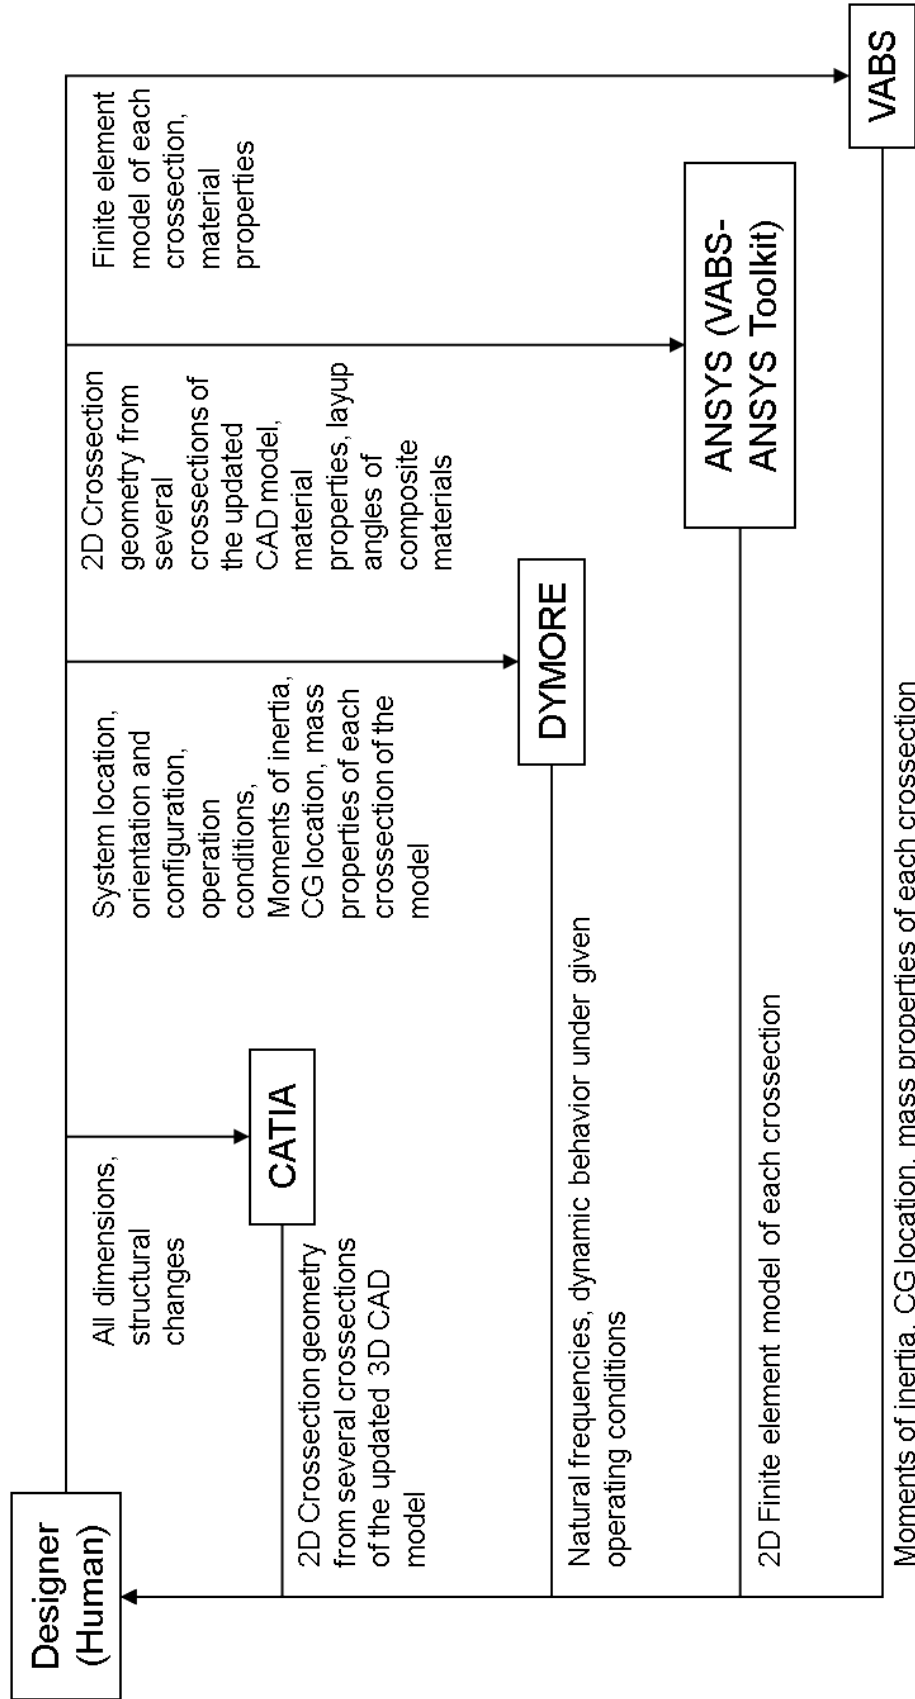 Designer
(Human)
All dimensions,
structural
changes
System location,
orientation and
configuration,
operation
conditions,
Moments of inertia,
CG location, mass
properties of each
crossection of the
model
2D Crossection
geometry from
several
crossections of
the updated
CAD model,
material
properties, layup
angles of
composite
materials
Finite element
model of each
crossection,
material
properties
CATIA
2D Crossection geometry
from several crossections
of the updated 3D CAD
model
DYMORE
Natural frequencies, dynamic behavior under given
operating conditions
ANSYS (VABS-
ANSYS Toolkit)
2D Finite element model of each crossection
VABS
Moments of inertia, CG location, mass properties of each crossection